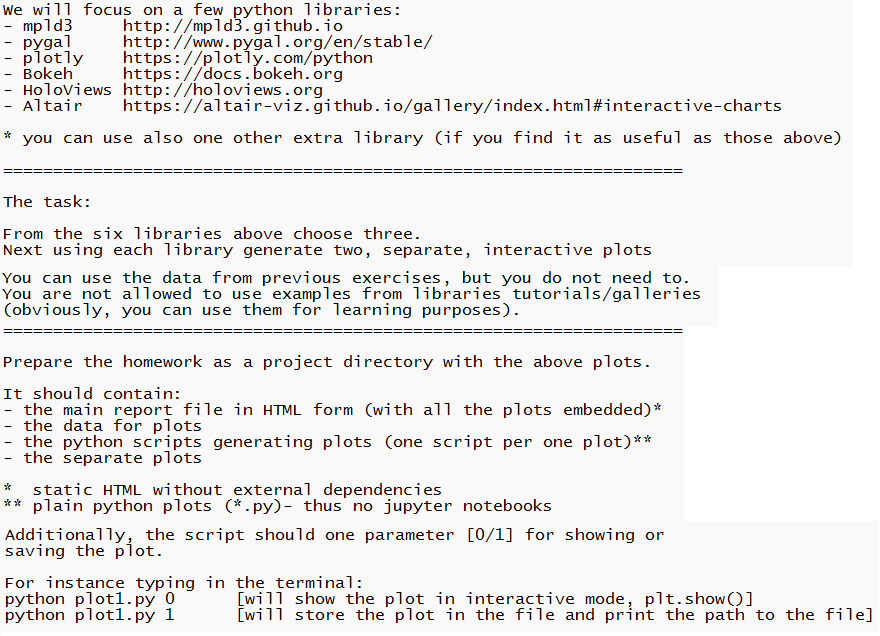 We will focus on a few python libraries:
- mpld3     http://mpld3.github.io
- pygal     http://www.pygal.org/en/stable/
- plotly    https://plotly.com/python
- Bokeh     https://docs.bokeh.org
- HoloViews http://holoviews.org
- Altair    https://altair-viz.github.io/gallery/index.html#interactive-charts
* you can use also one other extra library (if you find it as useful as those above)
====================================================================
The task:
From the six libraries above choose three.
Next using each library generate two, separate, interactive plots
You can use the data from previous exercises, but you do not need to.
You are not allowed to use examples from libraries tutorials/galleries
(obviously, you can use them for learning purposes).
====================================================================
Prepare the homework as a project directory with the above plots.
It should contain:
- the main report file in HTML form (with all the plots embedded)*
- the data for plots
- the python scripts generating plots (one script per one plot)**
- the separate plots
*  static HTML without external dependencies
** plain python plots (*.py)- thus no jupyter notebooks
Additionally, the script should one parameter [0/1] for showing or
saving the plot.
For instance typing in the terminal:
python plot1.py 0      [will show the plot in interactive mode, plt.show()]
python plot1.py 1      [will store the plot in the file and print the path to the file]